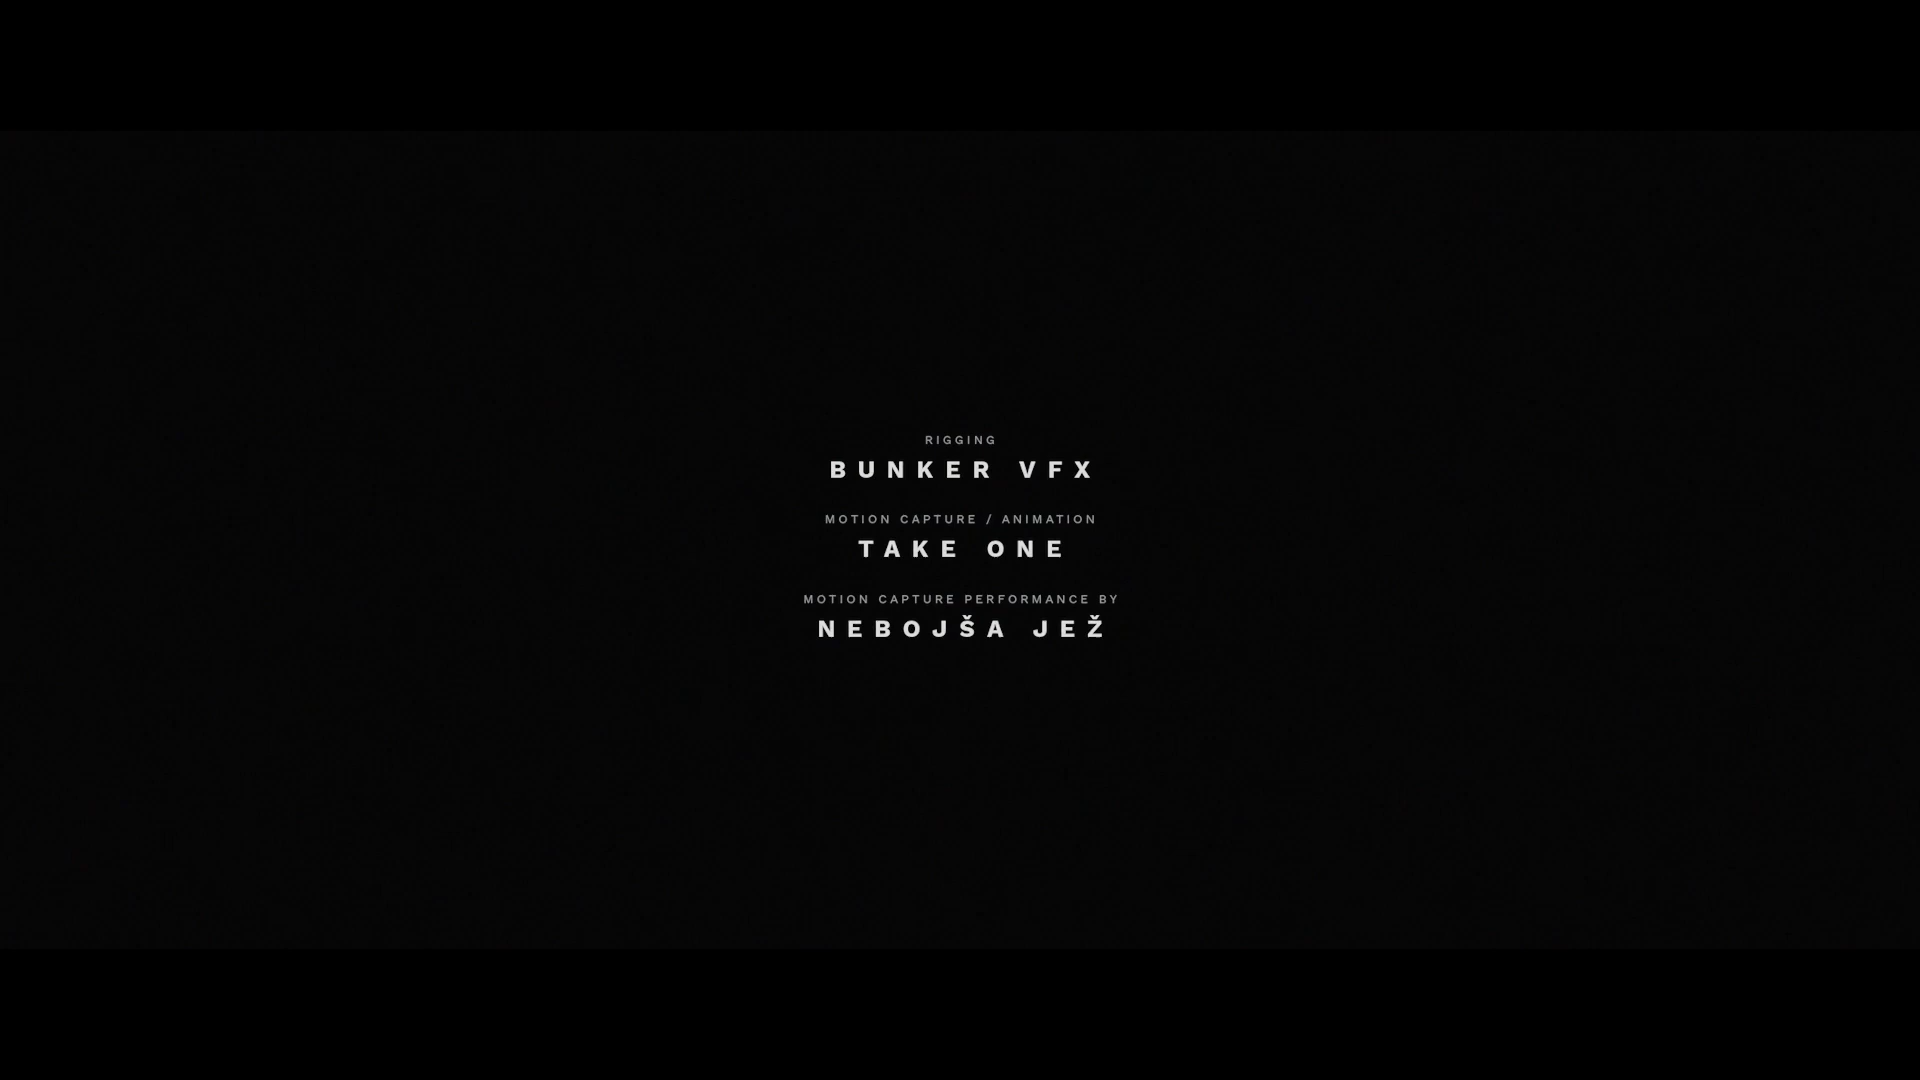 RIGGING
BUNKER VFX
MOTION CAPTURE / ANIMATION
TAKE ONE
MOTION CAPTURE PERFORMANCE BY
NEBOJŠA JEŽ